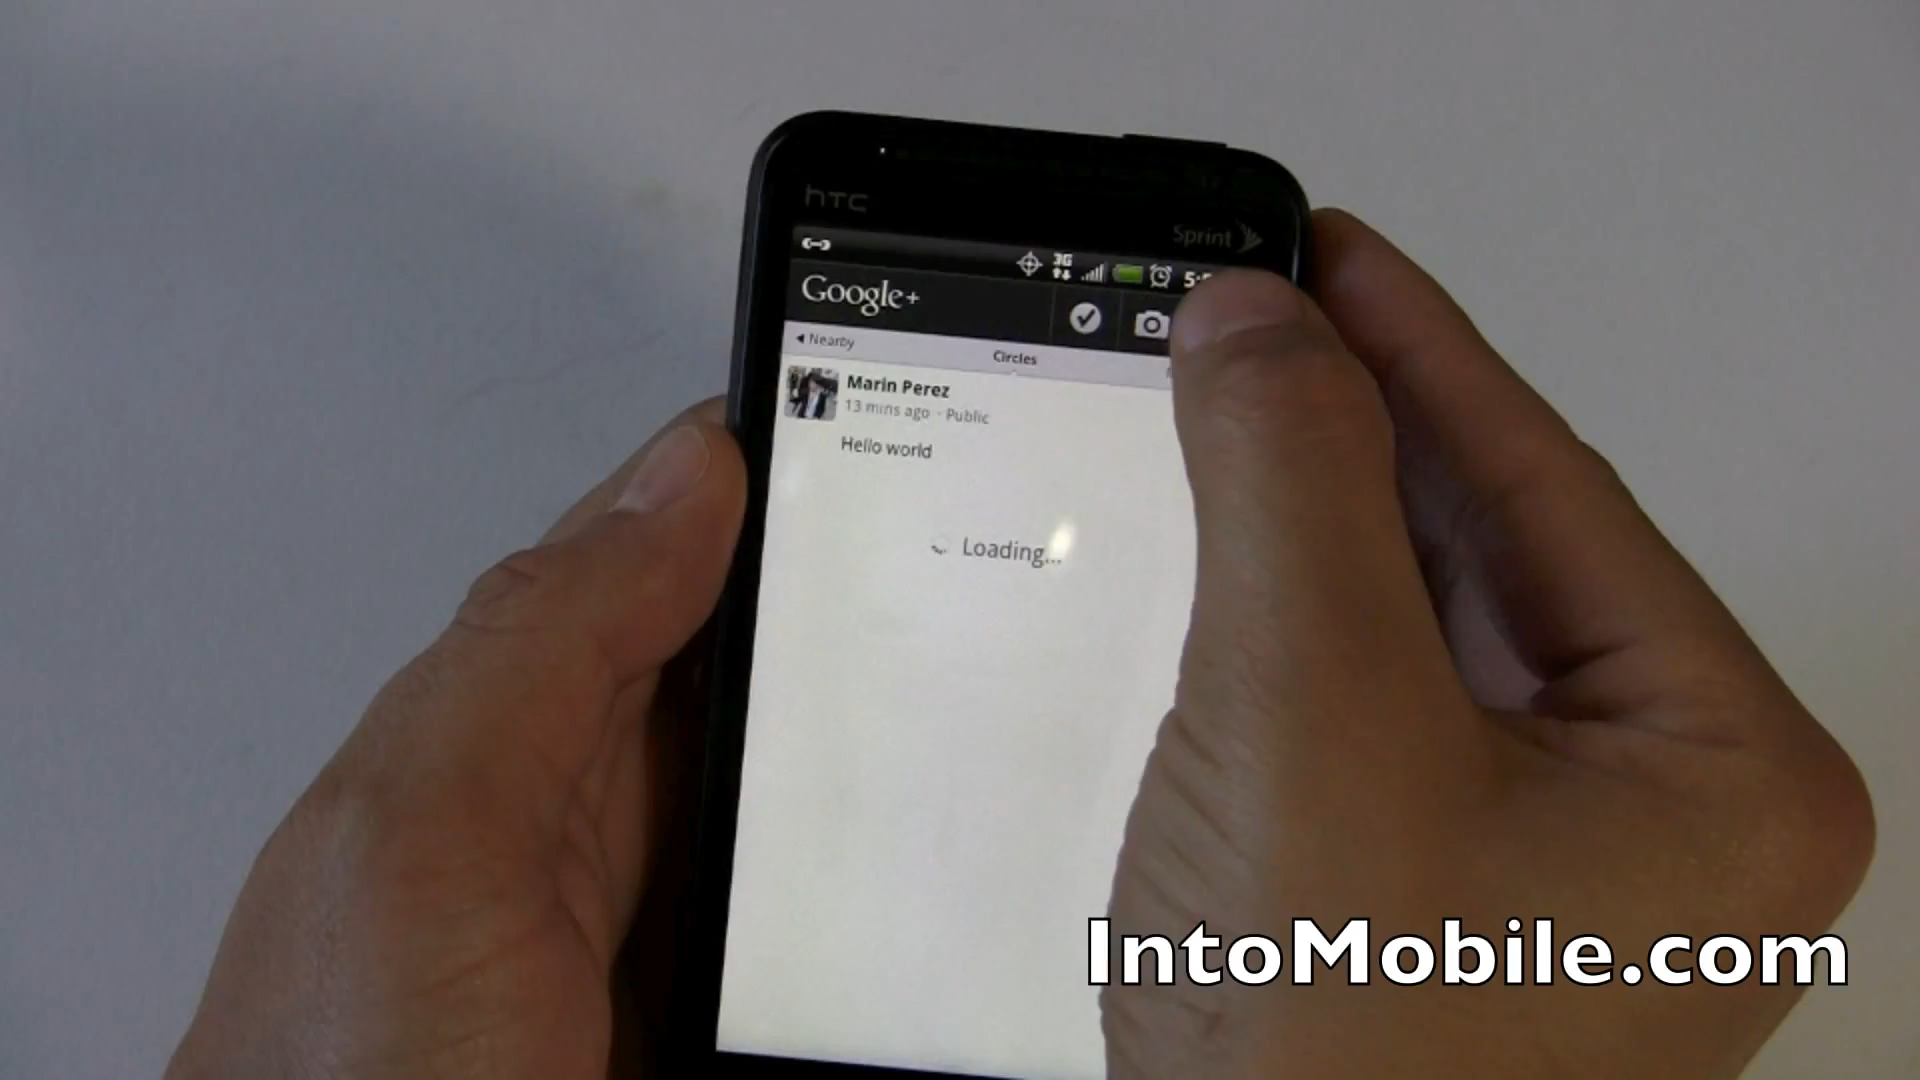 hTC
Sprint
3G
Google+
Nearby
Circles
Marin Perez
13 mins ago · Public
Hello world
Loading...
IntoMobile.com